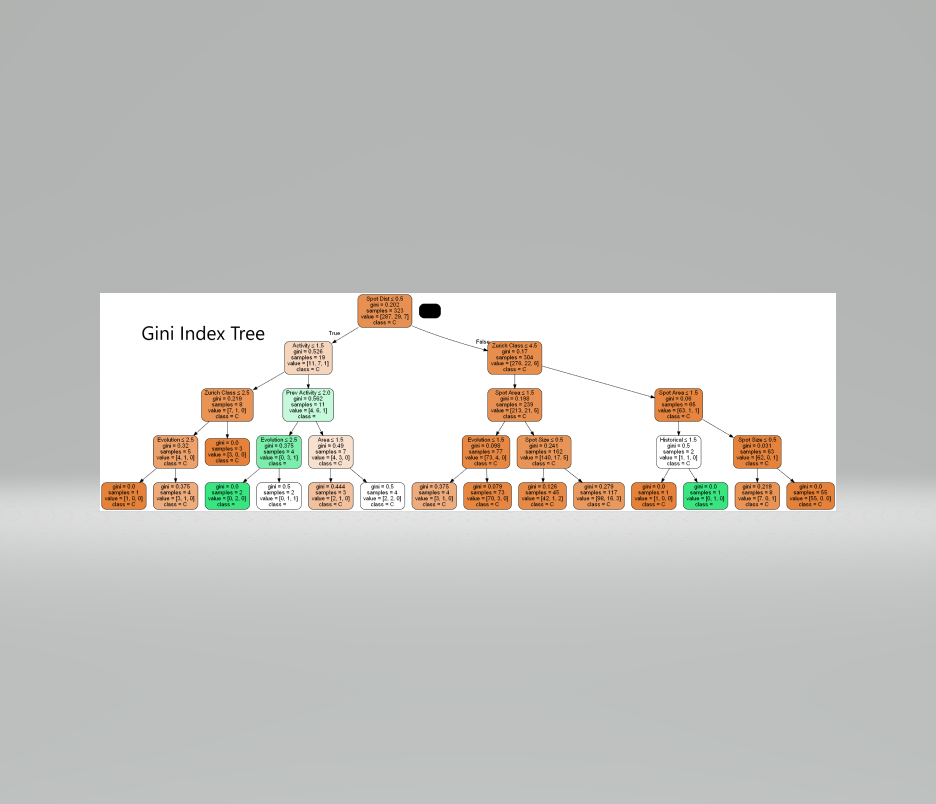 Spot Dist ≤ 0.5
gini = 0.202
samples = 323
value = [287, 29, 7]
class = C
Gini Index Tree
True
False
Activity ≤ 1.5
gini = 0.526
samples = 19
value = [11, 7, 1]
class = C
Zurich Class ≤ 4.5
gini = 0.17
samples = 304
value = [276, 22, 6]
class = C
Zurich Class ≤ 2.5
gini = 0.219
samples = 8
value = [7, 1, 0]
class = C
Prev Activity ≤ 2.0
gini = 0.562
samples = 11
value = [4, 6, 1]
class =
Spot Area ≤ 1.5
gini = 0.198
samples = 239
value = [213, 21, 5]
class = C
Spot Area ≤ 1.5
gini = 0.06
samples = 65
value = [63, 1, 1]
class = C
Evolution ≤ 2.5
gini = 0.32
samples = 5
value = [4, 1, 0]
class = C
gini = 0.0
samples = 3
value = [3, 0, 0]
class = C
Evolution ≤ 2.5
gini = 0.375
samples = 4
value = [0, 3, 1]
class =
Area ≤ 1.5
gini = 0.49
samples = 7
value = [4, 3, 0]
class = C
Evolution ≤ 1.5
gini = 0.098
samples = 77
value = [73, 4, 0]
class = C
Spot Size ≤ 0.5
gini = 0.241
samples = 162
value = [140, 17, 5]
class = C
Historical ≤ 1.5
gini = 0.5
samples = 2
value = [1, 1, 0]
class = C
Spot Size ≤ 0.5
gini = 0.031
samples = 63
value = [62, 0, 1]
class = C
gini = 0.0
samples = 1
value = [1, 0, 0]
class = C
gini = 0.375
samples = 4
value = [3, 1, 0]
class = C
gini = 0.0
samples = 2
value = [0, 2, 0]
class =
gini = 0.5
samples = 2
value = [0, 1, 1]
class =
gini = 0.444
samples = 3
value = [2, 1, 0]
class = C
gini = 0.5
samples = 4
value = [2, 2, 0]
class = C
gini = 0.375
samples = 4
value = [3, 1, 0]
class = C
gini = 0.079
samples = 73
value = [70, 3, 0]
class = C
gini = 0.126
samples = 45
value = [42, 1, 2]
class = C
gini = 0.279
samples = 117
value = [98, 16, 3]
class = C
gini = 0.0
samples = 1
value = [1, 0, 0]
class = C
gini = 0.0
samples = 1
value = [0, 1, 0]
class =
gini = 0.219
samples = 8
value = [7, 0, 1]
class = C
gini = 0.0
samples = 55
value = [55, 0, 0]
class = C